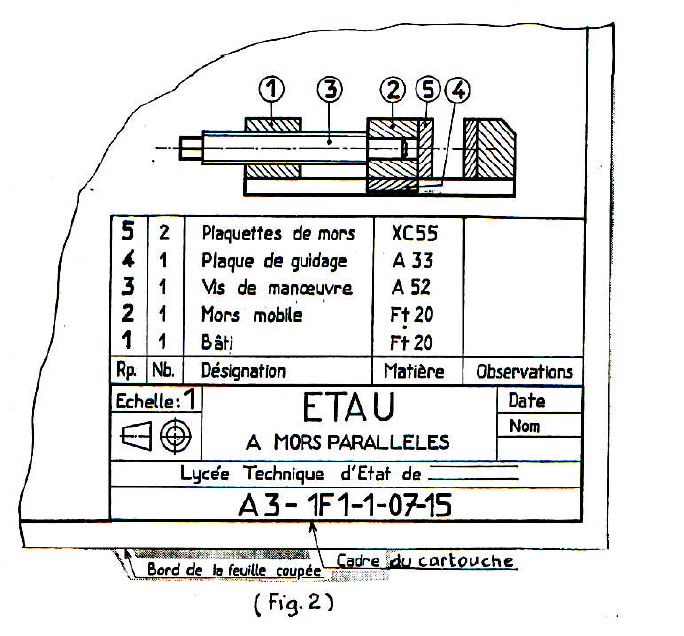 1 3 2 5 4
5 2 Plaquettes de mors XC55
4 1 Plaque de guidage A 33
3 1 Vis de manœuvre A 52
2 1 Mors mobile Ft 20
1 1 Bâti Ft 20
Rp. Nb. Désignation Matière Observations
Echelle: 1 ETAU Date
A MORS PARALLELES Nom
Lycée Technique d'Etat de
A3-1F1-1-07-15
Bord de la feuille coupée Cadre du cartouche
(Fig. 2)